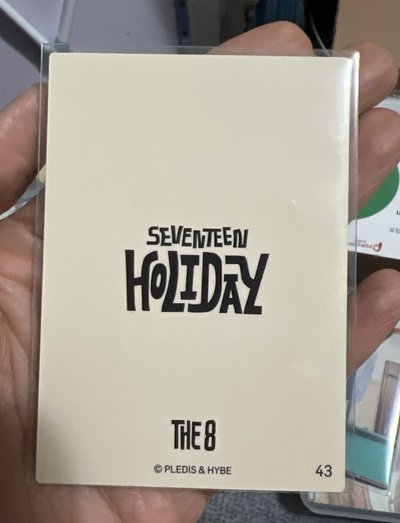 SEVENTEEN
HOLIDAY
THE 8
© PLEDIS & HYBE
43